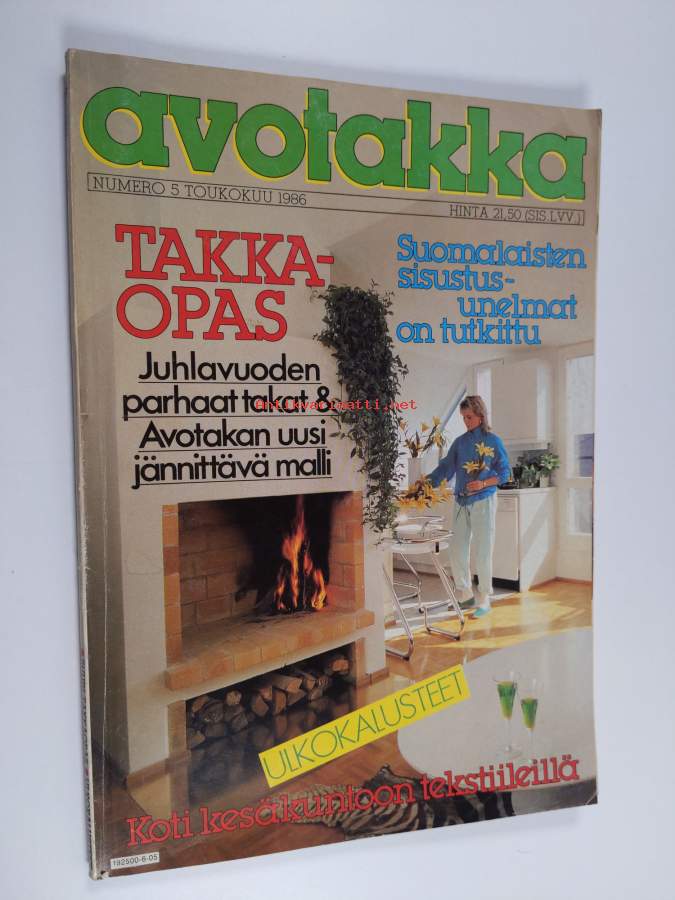 avotakka
NUMERO 5 TOUKOKUU 1986
HINTA 21,50 (SIS.LVV.)
TAKKA-
OPAS
Suomalaisten
sisustus-
unelmat
on tutkittu
Juhlavuoden
parhaat takat &
Avotakan uusi
jännittävä malli
antikvariaatti.net
ULKOKALUSTEET
Koti kesäkuntoon tekstiileillä
192500-6-05